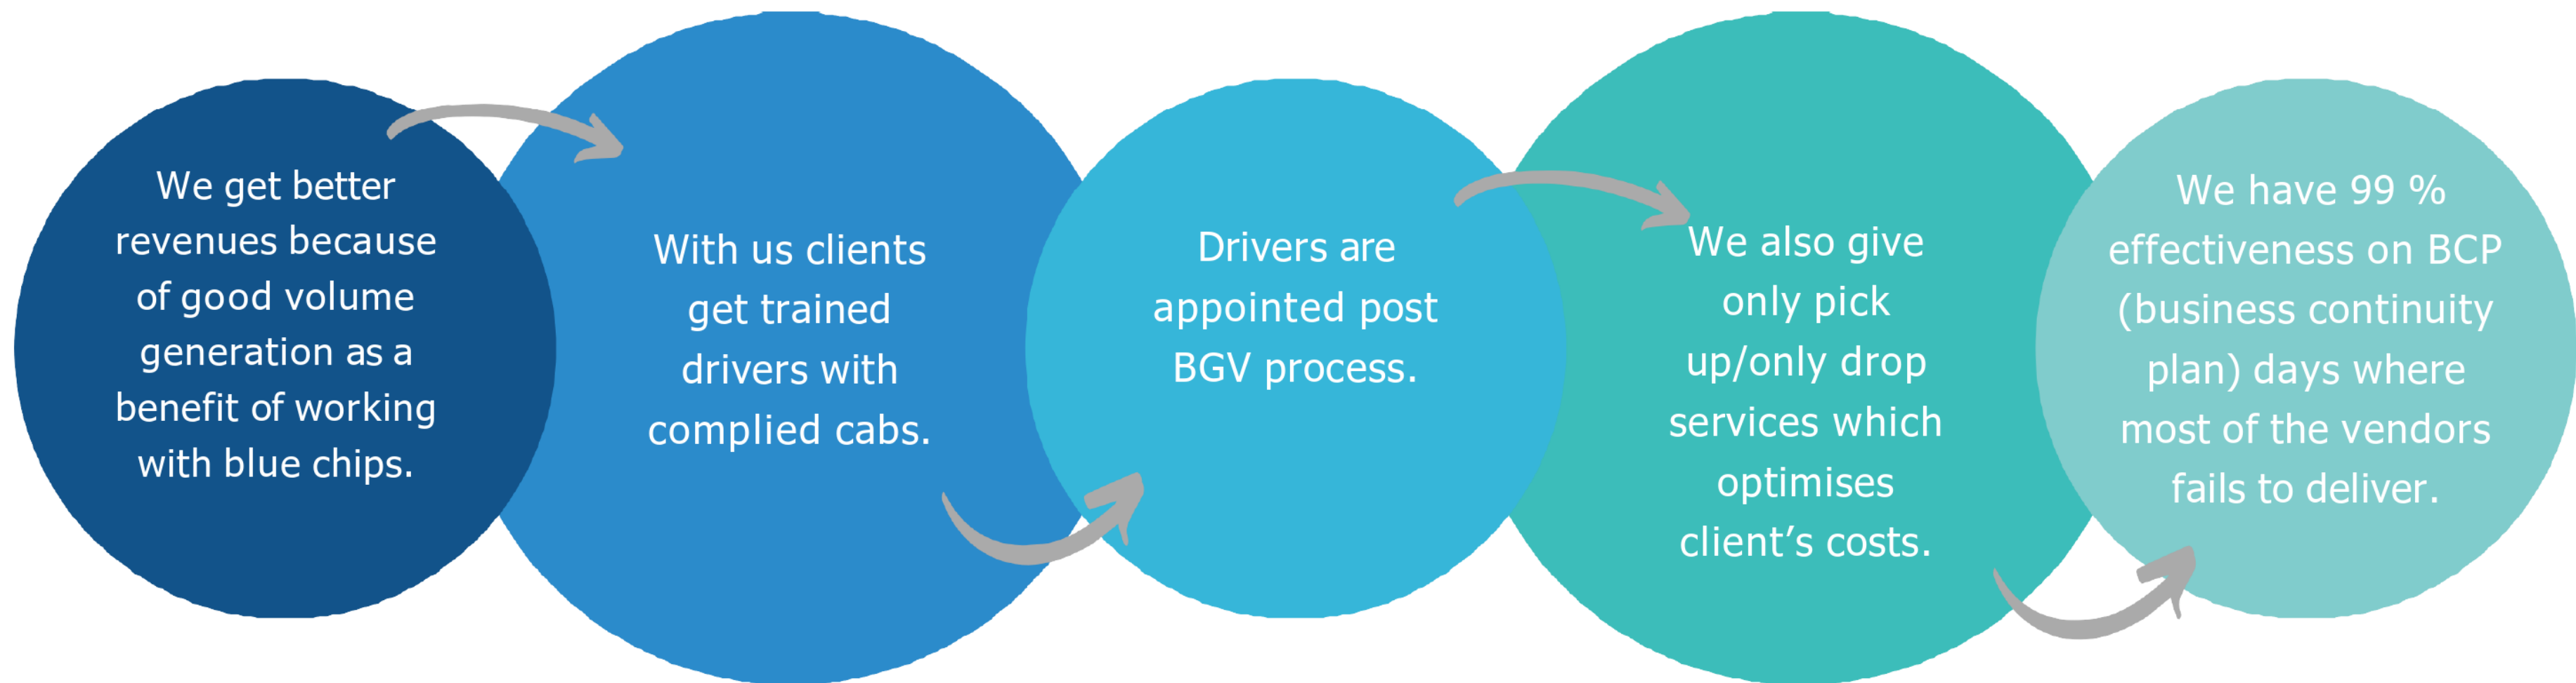 We get better
revenues because
of good volume
generation as a
benefit of working
with blue chips.
With us clients
get trained
drivers with
complied cabs.
Drivers are
appointed post
BGV process.
We also give
only pick
up/only drop
services which
optimises
client’s costs.
We have 99 %
effectiveness on BCP
(business continuity
plan) days where
most of the vendors
fails to deliver.